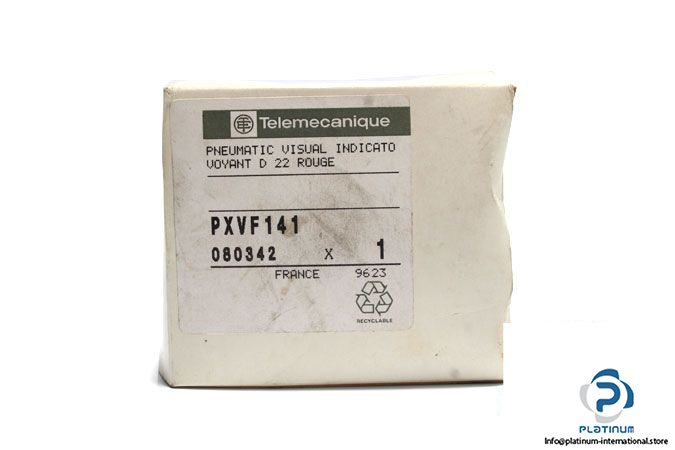 Telemecanique
PNEUMATIC VISUAL INDICATO
VOYANT D 22 ROUGE
PXVF141
080342 X 1
FRANCE 9623
RECYCLABLE
PLATINUM
Info@platinum-international.store